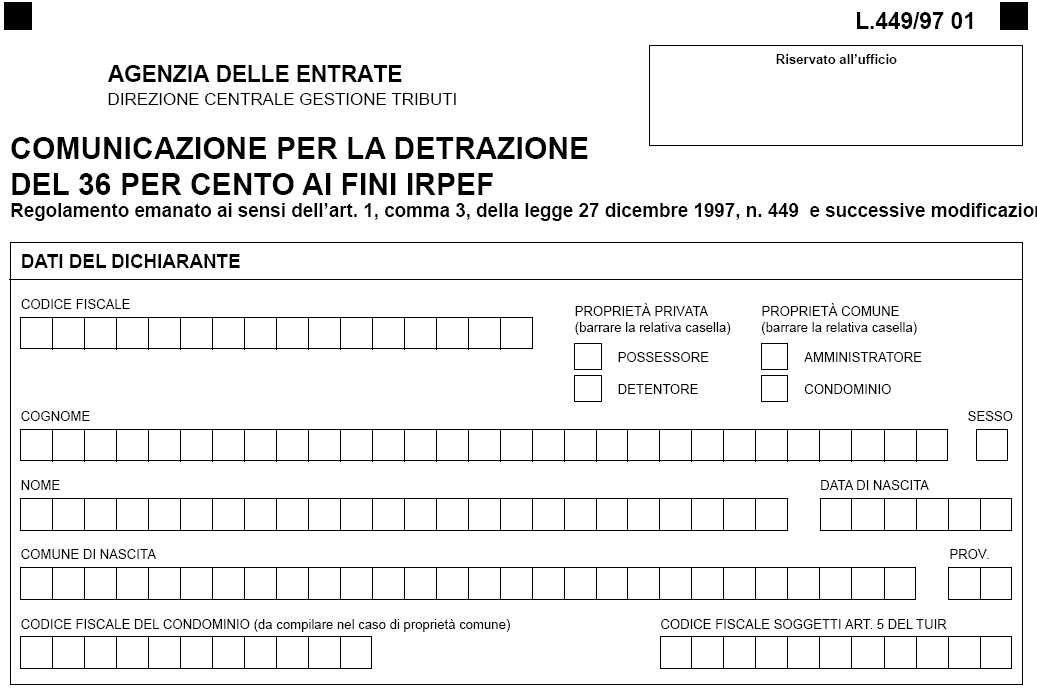 L.449/97 01
Riservato all'ufficio
AGENZIA DELLE ENTRATE
DIREZIONE CENTRALE GESTIONE TRIBUTI
COMUNICAZIONE PER LA DETRAZIONE
DEL 36 PER CENTO AI FINI IRPEF
Regolamento emanato ai sensi dell'art. 1, comma 3, della legge 27 dicembre 1997, n. 449 e successive modificazio
DATI DEL DICHIARANTE
CODICE FISCALE
PROPRIETÀ PRIVATA
(barrare la relativa casella)
POSSESSORE
DETENTORE
PROPRIETÀ COMUNE
(barrare la relativa casella)
AMMINISTRATORE
CONDOMINIO
COGNOME
SESSO
NOME
DATA DI NASCITA
COMUNE DI NASCITA
PROV.
CODICE FISCALE DEL CONDOMINIO (da compilare nel caso di proprietà comune)
CODICE FISCALE SOGGETTI ART. 5 DEL TUIR